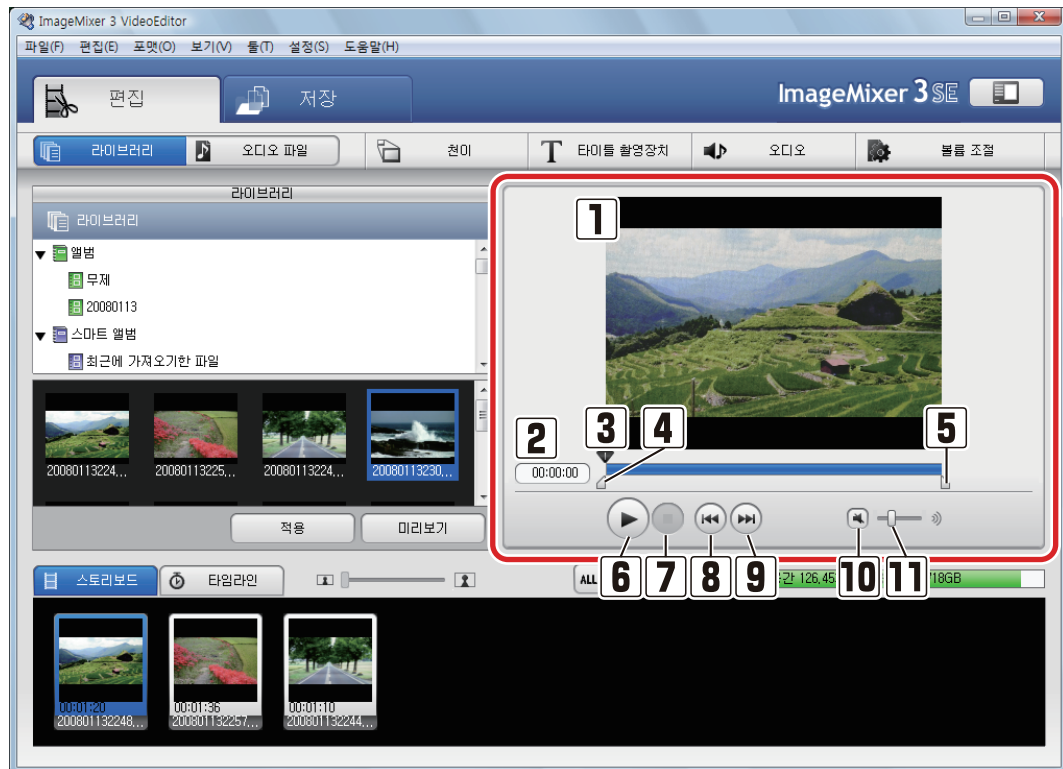 ImageMixer 3 VideoEditor
파일(F) 편집(E) 포맷(O) 보기(V) 툴(T) 설정(S) 도움말(H)
편집 저장 ImageMixer 3 SE
라이브러리 오디오 파일 천이 타이틀 촬영장치 오디오 볼륨 조절
라이브러리
라이브러리
앨범
무제
20080113
스마트 앨범
최근에 가져오기한 파일
20080113224... 20080113225... 20080113224... 20080113230...
적용 미리보기
1
2 3 4 5
00:00:00
6 7 8 9 10 11
스토리보드 타임라인 ALL 126,45 718GB
00:01:20 00:01:36 00:01:10
200801132248... 200801132257... 200801132244...